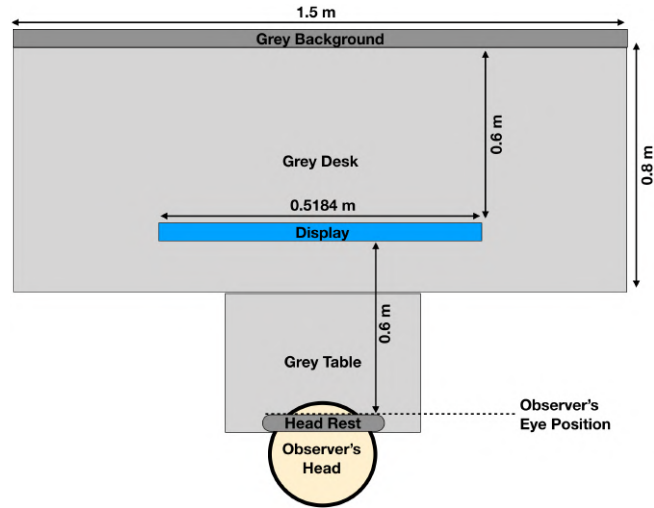 1.5 m
Grey Background
0.6 m
0.8 m
Grey Desk
0.5184 m
Display
0.6 m
Grey Table
Observer's
Eye Position
Head Rest
Observer's
Head